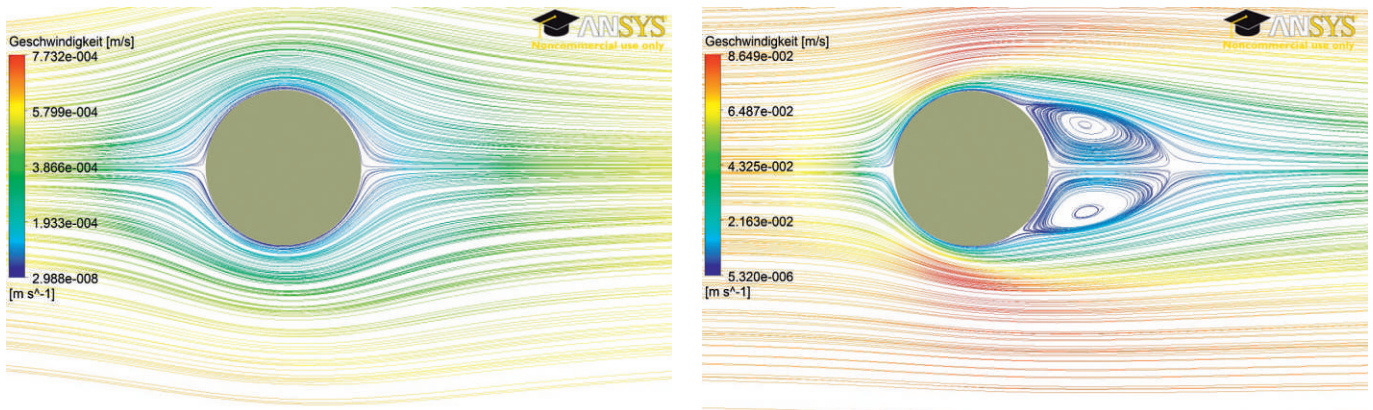 ANSYS
Noncommercial use only
Geschwindigkeit [m/s]
7.732e-004
5.799e-004
3.866e-004
1.933e-004
2.988e-008
[m s^-1]
ANSYS
Noncommercial use only
Geschwindigkeit [m/s]
8.649e-002
6.487e-002
4.325e-002
2.163e-002
5.320e-006
[m s^-1]